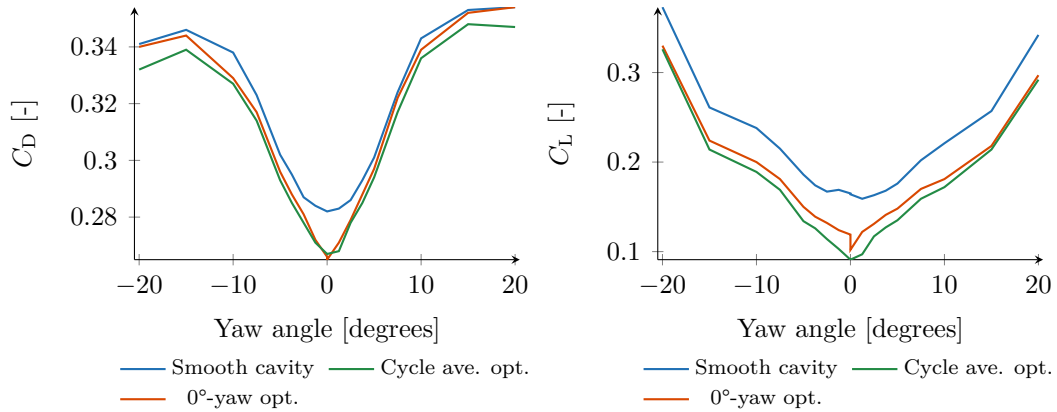 0.34
0.32
0.3
0.28
C_D [-]
−20 −10 0 10 20
Yaw angle [degrees]
Smooth cavity Cycle ave. opt.
0°-yaw opt.
0.3
0.2
0.1
C_L [-]
−20 −10 0 10 20
Yaw angle [degrees]
Smooth cavity Cycle ave. opt.
0°-yaw opt.